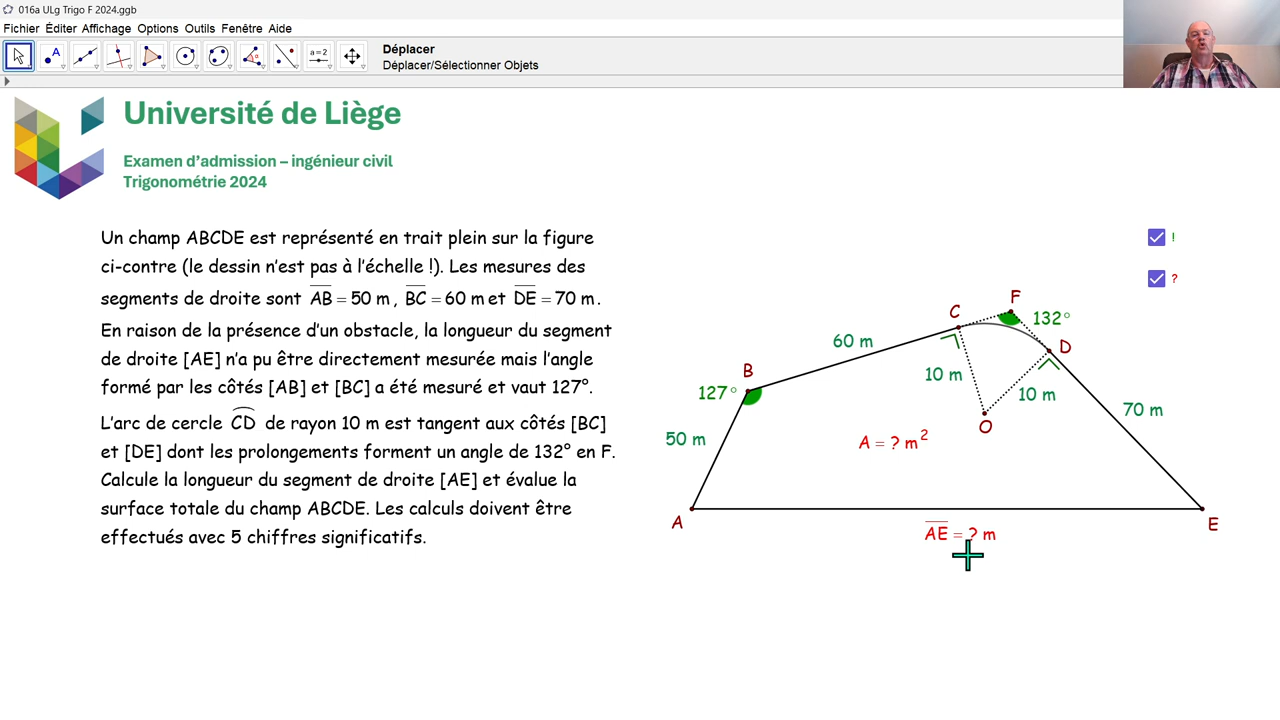 016a ULg Trigo F 2024.ggb
Fichier Éditer Affichage Options Outils Fenêtre Aide
A
a=2
Déplacer
Déplacer/Sélectionner Objets
Université de Liège
Examen d'admission – ingénieur civil
Trigonométrie 2024
Un champ ABCDE est représenté en trait plein sur la figure
ci-contre (le dessin n'est pas à l'échelle !). Les mesures des
segments de droite sont AB = 50 m , BC = 60 m et DE = 70 m .
En raison de la présence d'un obstacle, la longueur du segment
de droite [AE] n'a pu être directement mesurée mais l'angle
formé par les côtés [AB] et [BC] a été mesuré et vaut 127°.
L'arc de cercle CD de rayon 10 m est tangent aux côtés [BC]
et [DE] dont les prolongements forment un angle de 132° en F.
Calcule la longueur du segment de droite [AE] et évalue la
surface totale du champ ABCDE. Les calculs doivent être
effectués avec 5 chiffres significatifs.
!
?
F
C
132°
D
60 m
B
10 m
127°
10 m
70 m
O
50 m
A = ? m²
A
E
AE = ? m